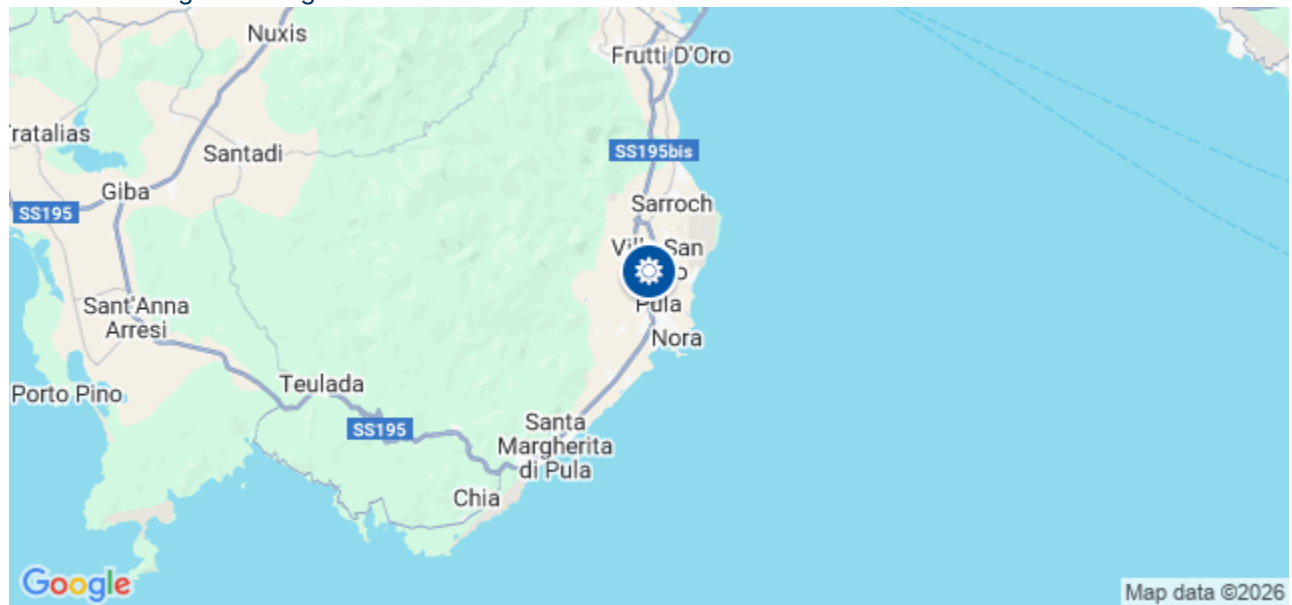 Nuxis
Frutti D'Oro
Tratalias
Santadi
SS195bis
Giba
SS195
Sarroch
San
Pula
Nora
Sant'Anna
Arresi
Teulada
Porto Pino
SS195
Santa
Margherita
di Pula
Chia
Google
Map data ©2026